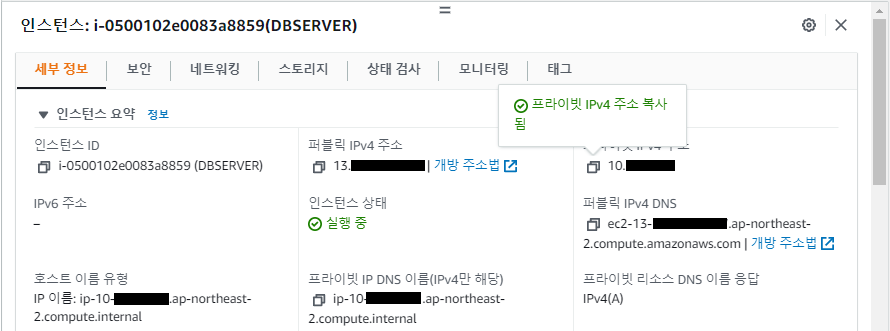 인스턴스: i-0500102e0083a8859(DBSERVER)
세부 정보 보안 네트워킹 스토리지 상태 검사 모니터링 태그
프라이빗 IPv4 주소 복사
됨
인스턴스 요약 정보
인스턴스 ID
i-0500102e0083a8859 (DBSERVER)
퍼블릭 IPv4 주소
13. | 개방 주소법
10.
IPv6 주소
–
인스턴스 상태
실행 중
퍼블릭 IPv4 DNS
ec2-13- .ap-northeast-
2.compute.amazonaws.com | 개방 주소법
호스트 이름 유형
IP 이름: ip-10- .ap-northeast-
2.compute.internal
프라이빗 IP DNS 이름(IPv4만 해당)
ip-10- .ap-northeast-
2.compute.internal
프라이빗 리소스 DNS 이름 응답
IPv4(A)